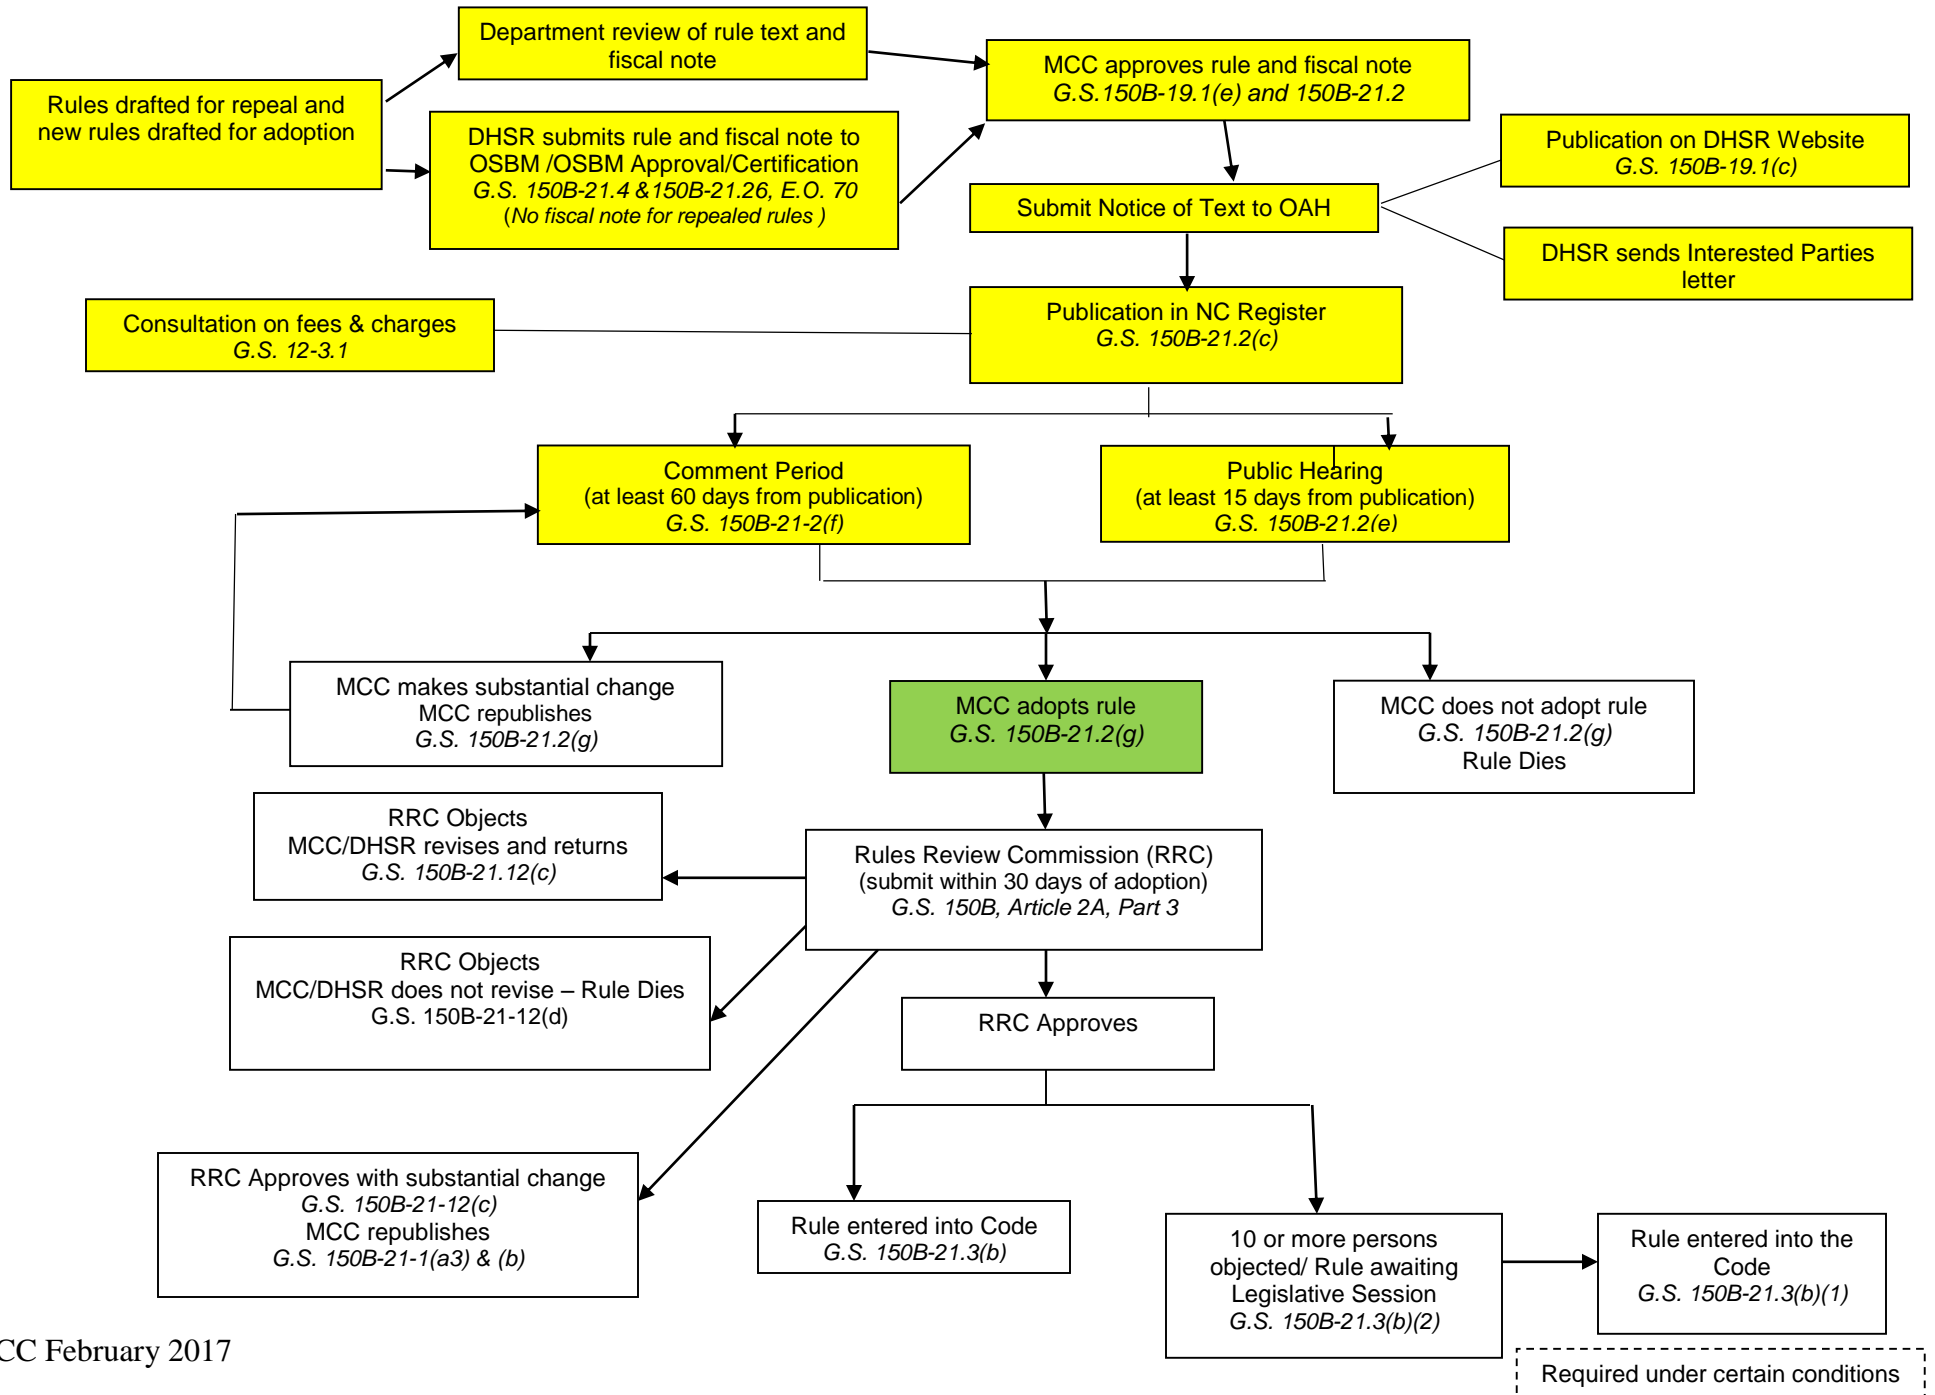 Department review of rule text and
fiscal note
Rules drafted for repeal and
new rules drafted for adoption
DHSR submits rule and fiscal note to
OSBM /OSBM Approval/Certification
G.S. 150B-21.4 &150B-21.26, E.O. 70
(No fiscal note for repealed rules )
MCC approves rule and fiscal note
G.S.150B-19.1(e) and 150B-21.2
Submit Notice of Text to OAH
Publication on DHSR Website
G.S. 150B-19.1(c)
DHSR sends Interested Parties
letter
Consultation on fees & charges
G.S. 12-3.1
Publication in NC Register
G.S. 150B-21.2(c)
Comment Period
(at least 60 days from publication)
G.S. 150B-21-2(f)
Public Hearing
(at least 15 days from publication)
G.S. 150B-21.2(e)
MCC makes substantial change
MCC republishes
G.S. 150B-21.2(g)
MCC adopts rule
G.S. 150B-21.2(g)
MCC does not adopt rule
G.S. 150B-21.2(g)
Rule Dies
RRC Objects
MCC/DHSR revises and returns
G.S. 150B-21.12(c)
Rules Review Commission (RRC)
(submit within 30 days of adoption)
G.S. 150B, Article 2A, Part 3
RRC Objects
MCC/DHSR does not revise – Rule Dies
G.S. 150B-21-12(d)
RRC Approves
RRC Approves with substantial change
G.S. 150B-21-12(c)
MCC republishes
G.S. 150B-21-1(a3) & (b)
Rule entered into Code
G.S. 150B-21.3(b)
10 or more persons
objected/ Rule awaiting
Legislative Session
G.S. 150B-21.3(b)(2)
Rule entered into the
Code
G.S. 150B-21.3(b)(1)
CC February 2017
Required under certain conditions